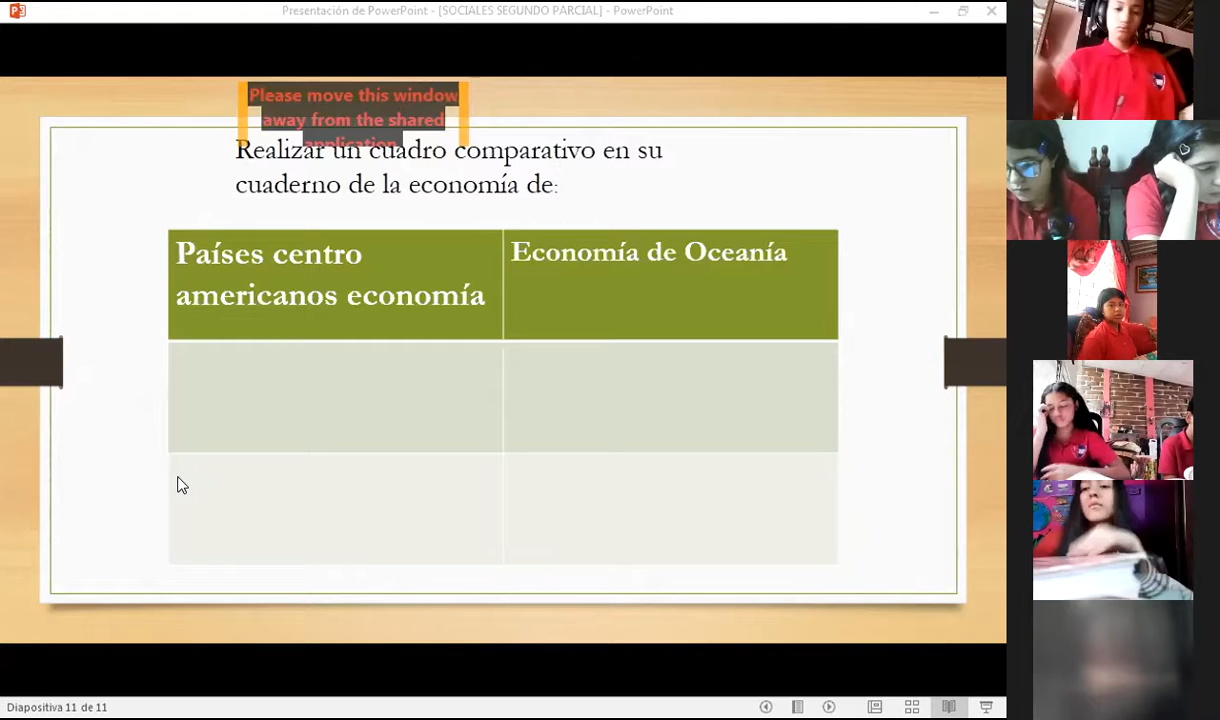 Presentación de PowerPoint - [SOCIALES SEGUNDO PARCIAL] - PowerPoint
Please move this window
away from the shared
application
Realizar un cuadro comparativo en su
cuaderno de la economía de:
Países centro
americanos economía
Economía de Oceanía
Diapositiva 11 de 11